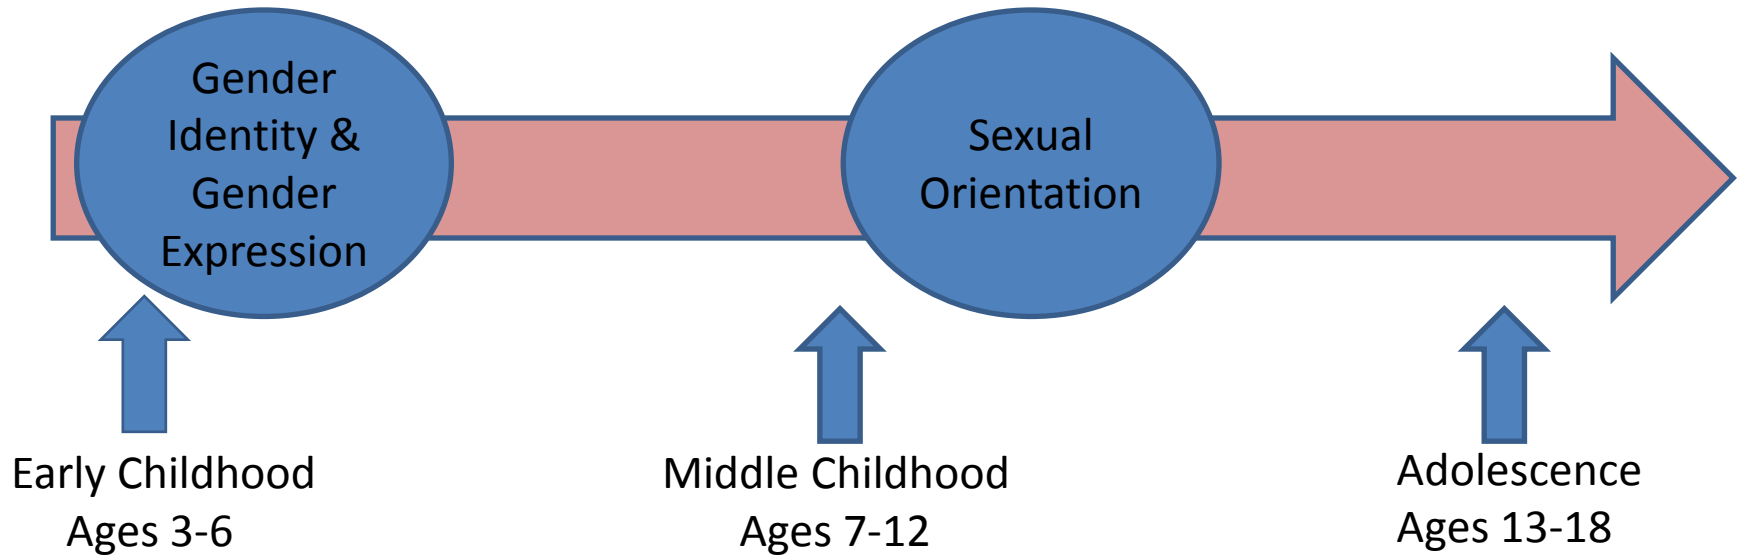 Gender
Identity &
Gender
Expression
Sexual
Orientation
Early Childhood
Ages 3-6
Middle Childhood
Ages 7-12
Adolescence
Ages 13-18